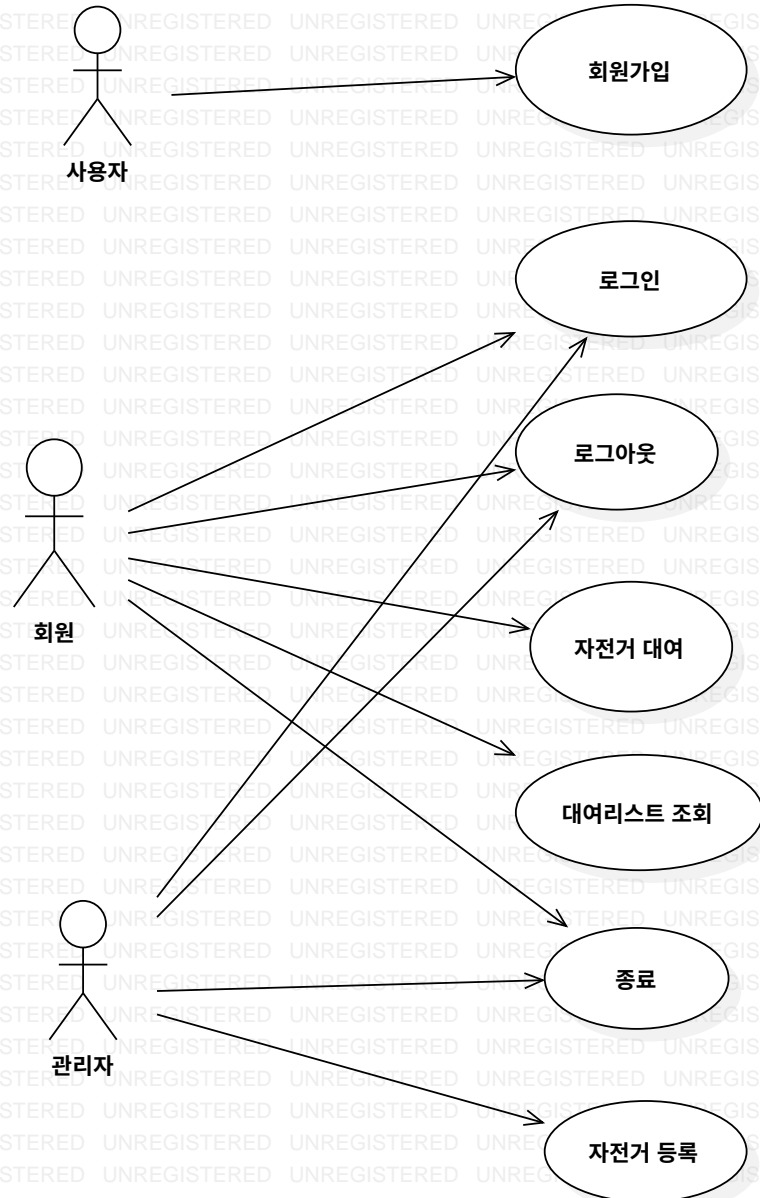 회원가입
사용자
로그인
로그아웃
회원
자전거 대여
대여리스트 조회
종료
관리자
자전거 등록
UNREGISTERED